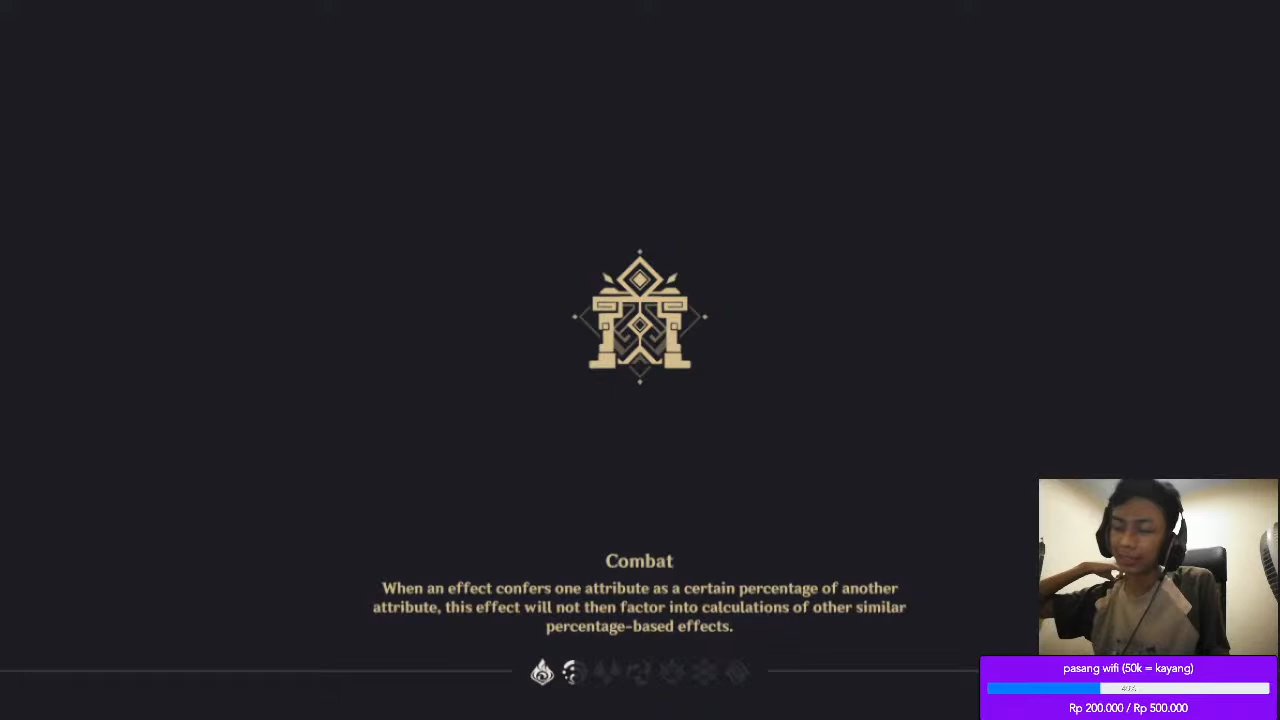 Combat
When an effect confers one attribute as a certain percentage of another
attribute, this effect will not then factor into calculations of other similar
percentage-based effects.
pasang wifi (50k = kayang)
40%
Rp 200.000 / Rp 500.000